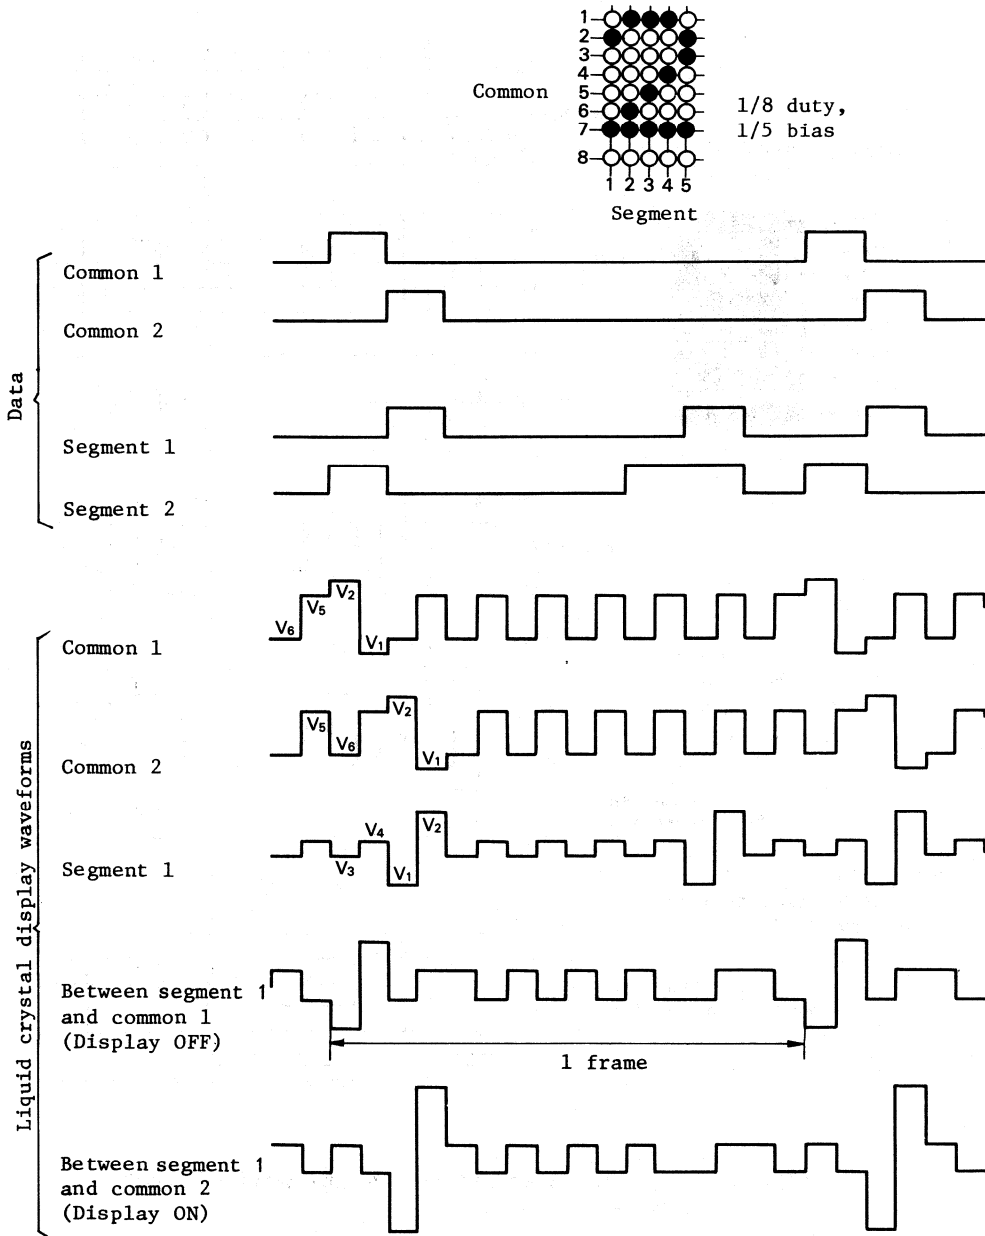 1
2
3
4
5
6
7
8
Common
1/8 duty,
1/5 bias
1 2 3 4 5
Segment
Data
Common 1
Common 2
Segment 1
Segment 2
Liquid crystal display waveforms
V6 V5 V2 V1
Common 1
V5 V6 V2 V1
Common 2
V3 V4 V1 V2
Segment 1
Between segment 1
and common 1
(Display OFF)
1 frame
Between segment 1
and common 2
(Display ON)